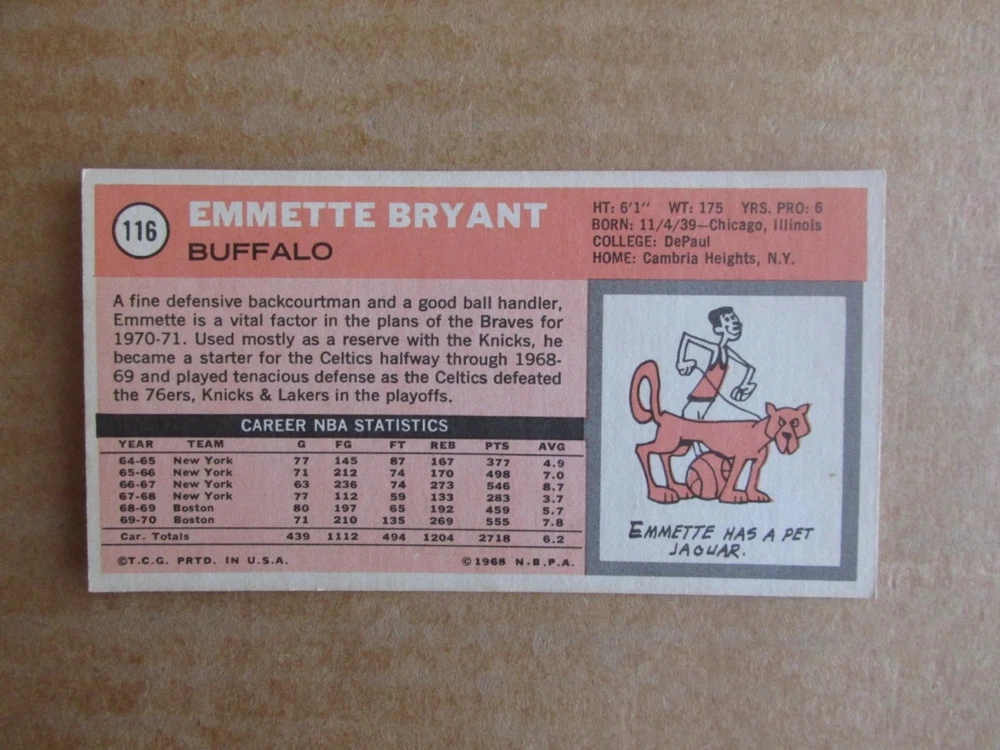 116
EMMETTE BRYANT
BUFFALO
HT: 6'1" WT: 175 YRS. PRO: 6
BORN: 11/4/39—Chicago, Illinois
COLLEGE: DePaul
HOME: Cambria Heights, N.Y.
A fine defensive backcourtman and a good ball handler,
Emmette is a vital factor in the plans of the Braves for
1970-71. Used mostly as a reserve with the Knicks, he
became a starter for the Celtics halfway through 1968-
69 and played tenacious defense as the Celtics defeated
the 76ers, Knicks & Lakers in the playoffs.
CAREER NBA STATISTICS
YEAR TEAM G FG FT REB PTS AVG
64-65 New York 77 145 87 167 377 4.9
65-66 New York 71 212 74 170 498 7.0
66-67 New York 63 236 74 273 546 8.7
67-68 New York 77 112 59 133 283 3.7
68-69 Boston 80 197 65 192 459 5.7
69-70 Boston 71 210 135 269 555 7.8
Car. Totals 439 1112 494 1204 2718 6.2
©T.C.G. PRTD. IN U.S.A. ©1968 N.B.P.A.
EMMETTE HAS A PET
JAGUAR.